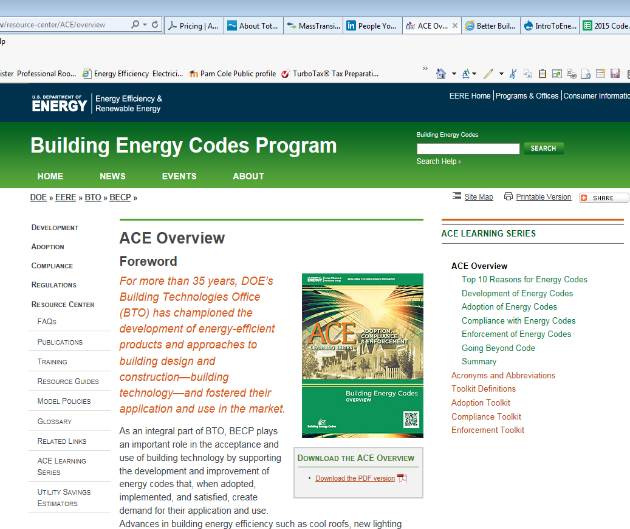 v/resource-center/ACE/overview
Pricing | A...
About Tot...
MassTransi...
People Yo...
ACE Ov...
Better Buil...
IntroToEne...
2015 Code
lp
ister Professional Roo...
Energy Efficiency Electrici...
Pam Cole Public profile
TurboTax® Tax Preparati...
U.S. DEPARTMENT OF
ENERGY
Energy Efficiency &
Renewable Energy
EERE Home | Programs & Offices | Consumer Informatio
Building Energy Codes Program
Building Energy Codes
SEARCH
Search Help ›
HOME
NEWS
EVENTS
ABOUT
DOE » EERE » BTO » BECP »
Site Map
Printable Version
SHARE
DEVELOPMENT
ADOPTION
COMPLIANCE
REGULATIONS
RESOURCE CENTER
FAQS
PUBLICATIONS
TRAINING
RESOURCE GUIDES
MODEL POLICIES
GLOSSARY
RELATED LINKS
ACE LEARNING
SERIES
UTILITY SAVINGS
ESTIMATORS
ACE Overview
Foreword
For more than 35 years, DOE's
Building Technologies Office
(BTO) has championed the
development of energy-efficient
products and approaches to
building design and
construction—building
technology—and fostered their
application and use in the market.
As an integral part of BTO, BECP plays
an important role in the acceptance and
use of building technology by supporting
the development and improvement of
energy codes that, when adopted,
implemented, and satisfied, create
demand for their application and use.
Advances in building energy efficiency such as cool roofs, new lighting
ENERGY
ACE
ADOPTION,
COMPLIANCE
& ENFORCEMENT
LEARNING SERIES
Building Energy Codes
OVERVIEW
Building Energy Codes
DOWNLOAD THE ACE OVERVIEW
• Download the PDF version
ACE LEARNING SERIES
ACE Overview
Top 10 Reasons for Energy Codes
Development of Energy Codes
Adoption of Energy Codes
Compliance with Energy Codes
Enforcement of Energy Codes
Going Beyond Code
Summary
Acronyms and Abbreviations
Toolkit Definitions
Adoption Toolkit
Compliance Toolkit
Enforcement Toolkit